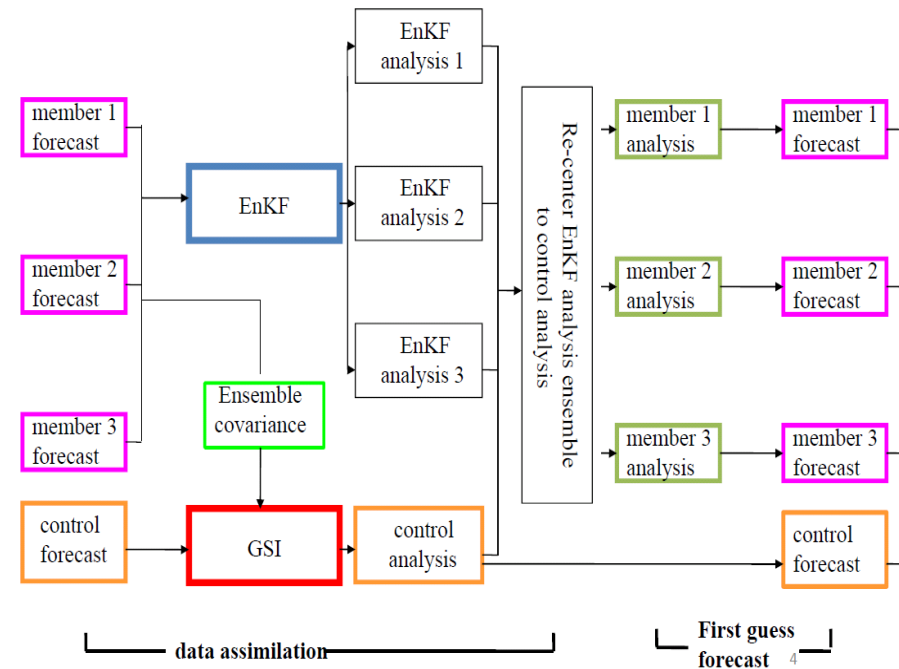 member 1
forecast
member 2
forecast
member 3
forecast
control
forecast
EnKF
Ensemble
covariance
GSI
EnKF
analysis 1
EnKF
analysis 2
EnKF
analysis 3
control
analysis
Re-center EnKF analysis ensemble
to control analysis
member 1
analysis
member 2
analysis
member 3
analysis
member 1
forecast
member 2
forecast
member 3
forecast
control
forecast
data assimilation
First guess
forecast 4